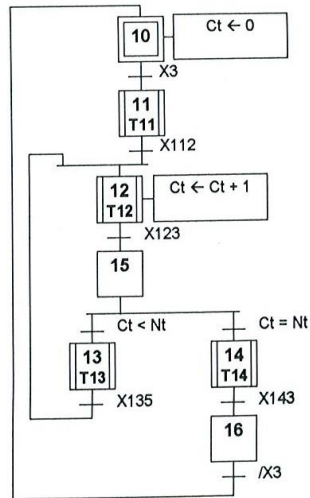 10
Ct ← 0
X3
11
T11
X112
12
T12
Ct ← Ct + 1
X123
15
Ct < Nt
Ct = Nt
13
T13
14
T14
X135
X143
16
/X3